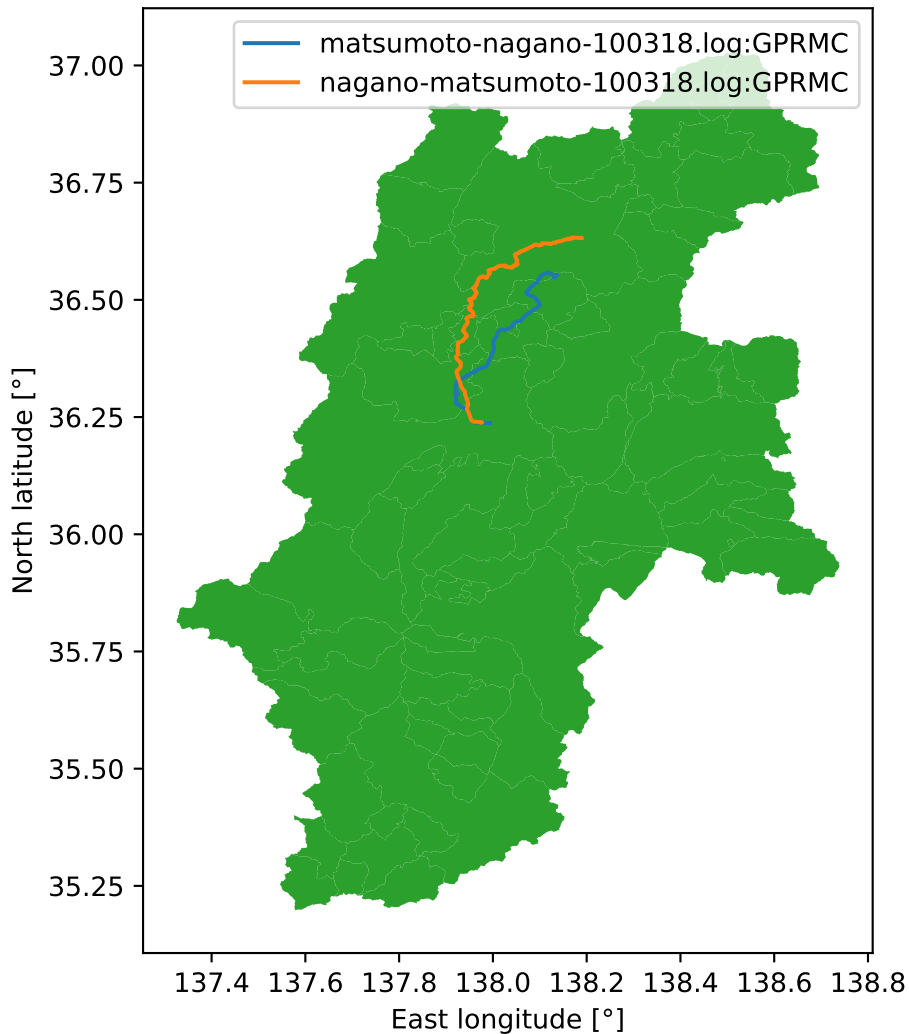 matsumoto-nagano-100318.log:GPRMC
nagano-matsumoto-100318.log:GPRMC
37.00
36.75
36.50
36.25
36.00
35.75
35.50
35.25
North latitude [°]
137.4 137.6 137.8 138.0 138.2 138.4 138.6 138.8
East longitude [°]